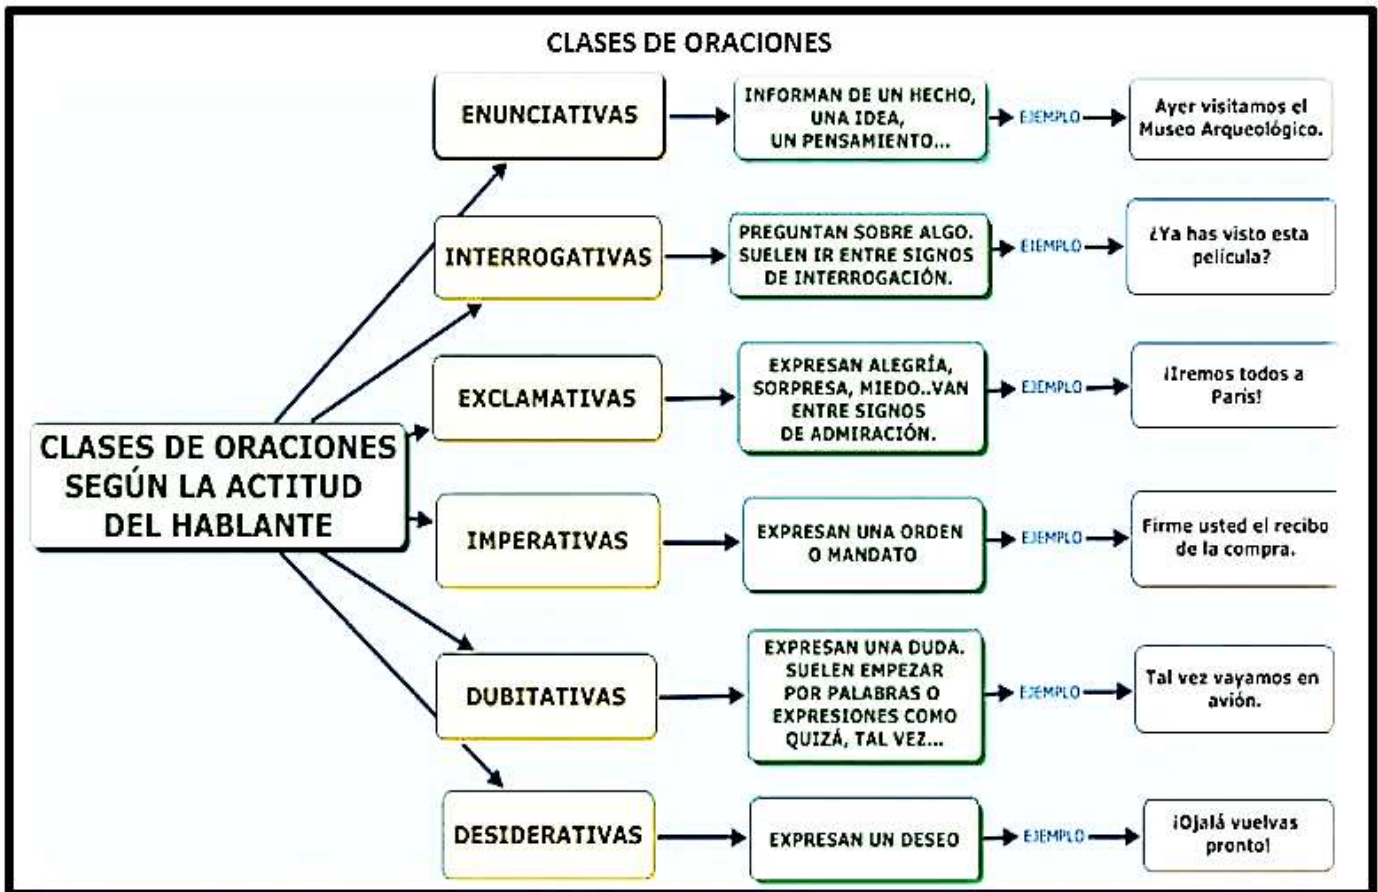 CLASES DE ORACIONES
ENUNCIATIVAS
INFORMAN DE UN HECHO,
UNA IDEA,
UN PENSAMIENTO...
EJEMPLO
Ayer visitamos el
Museo Arqueológico.
INTERROGATIVAS
PREGUNTAN SOBRE ALGO.
SUELEN IR ENTRE SIGNOS
DE INTERROGACIÓN.
EJEMPLO
¿Ya has visto esta
película?
EXCLAMATIVAS
EXPRESAN ALEGRÍA,
SORPRESA, MIEDO..VAN
ENTRE SIGNOS
DE ADMIRACIÓN.
EJEMPLO
¡Iremos todos a
París!
CLASES DE ORACIONES
SEGÚN LA ACTITUD
DEL HABLANTE
IMPERATIVAS
EXPRESAN UNA ORDEN
O MANDATO
EJEMPLO
Firme usted el recibo
de la compra.
DUBITATIVAS
EXPRESAN UNA DUDA.
SUELEN EMPEZAR
POR PALABRAS O
EXPRESIONES COMO
QUIZÁ, TAL VEZ...
EJEMPLO
Tal vez vayamos en
avión.
DESIDERATIVAS
EXPRESAN UN DESEO
EJEMPLO
¡Ojalá vuelvas
pronto!